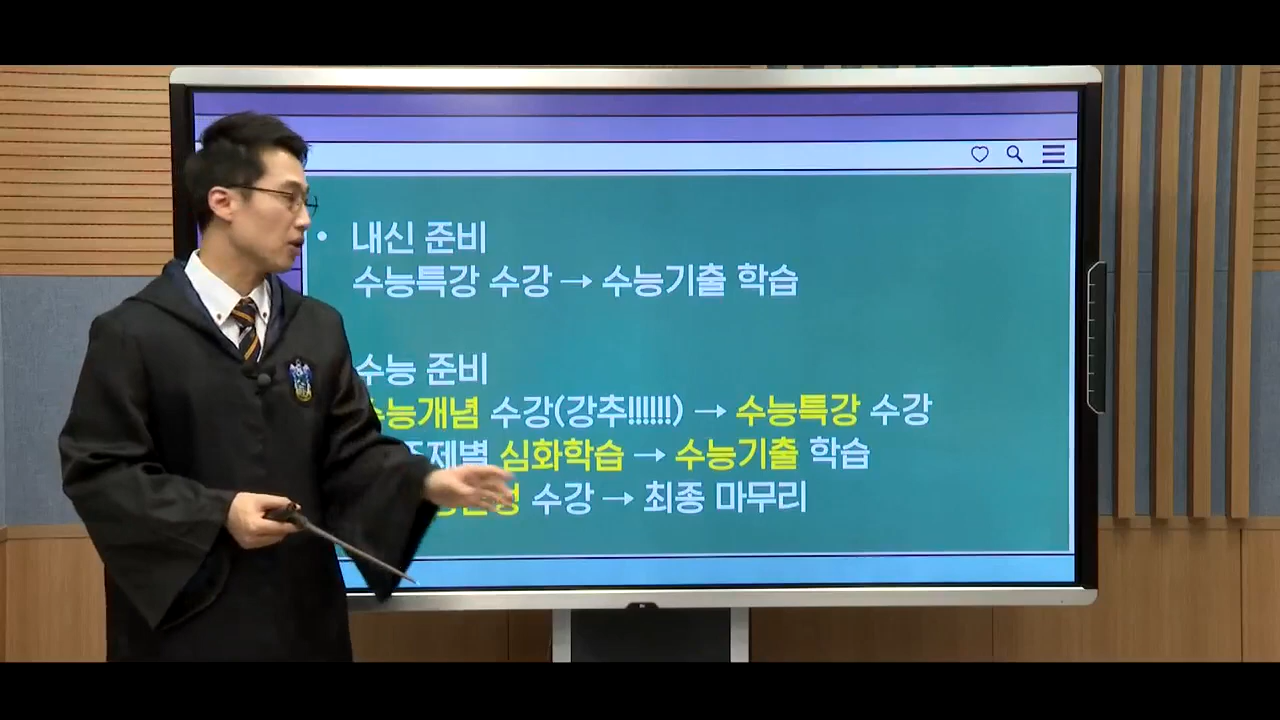 • 내신 준비
수능특강 수강 → 수능기출 학습
수능 준비
수능개념 수강(강추!!!!!!) → 수능특강 수강
심화학습 → 수능기출 학습
수강 → 최종 마무리